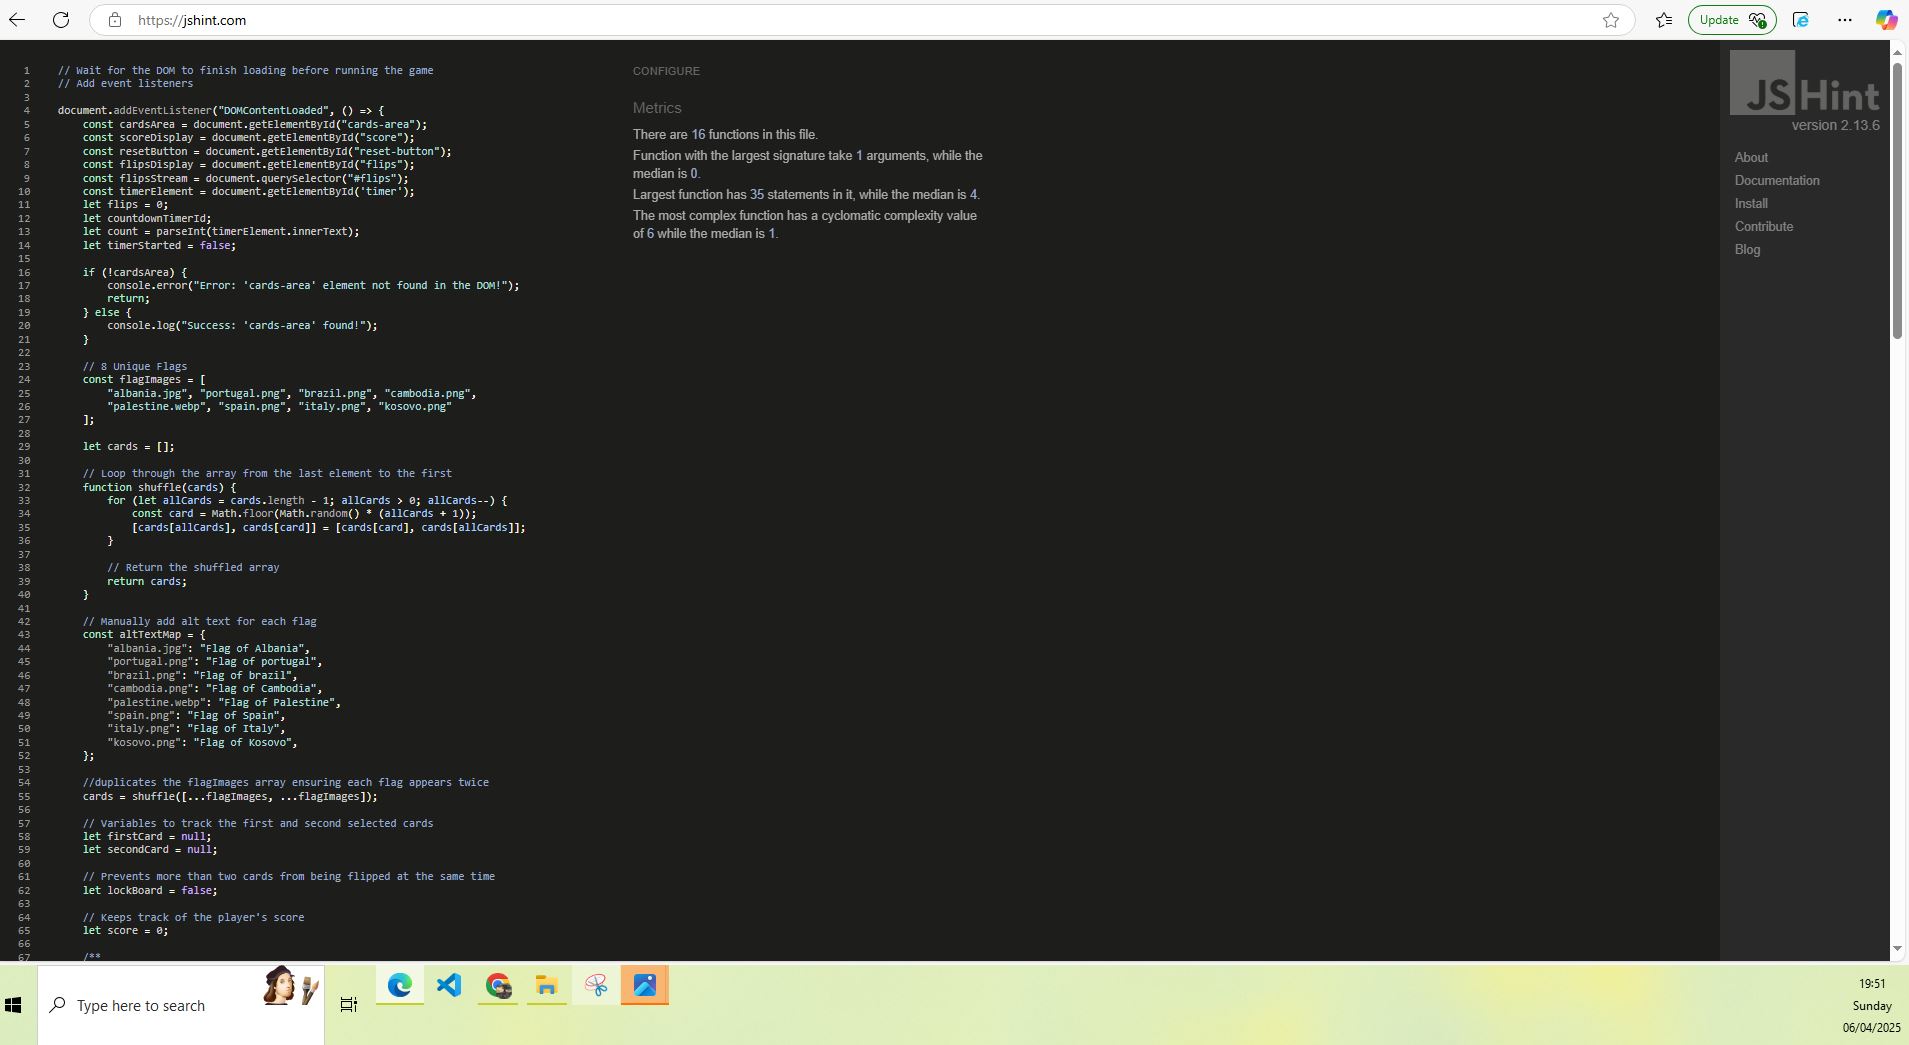 https://jshint.com
Update
1 // Wait for the DOM to finish loading before running the game
2 // Add event listeners
3
4 document.addEventListener("DOMContentLoaded", () => {
5 const cardsArea = document.getElementById("cards-area");
6 const scoreDisplay = document.getElementById("score");
7 const resetButton = document.getElementById("reset-button");
8 const flipsDisplay = document.getElementById("flips");
9 const flipsStream = document.querySelector("#flips");
10 const timerElement = document.getElementById('timer');
11 let flips = 0;
12 let countdownTimerId;
13 let count = parseInt(timerElement.innerText);
14 let timerStarted = false;
15
16 if (!cardsArea) {
17 console.error("Error: 'cards-area' element not found in the DOM!");
18 return;
19 } else {
20 console.log("Success: 'cards-area' found!");
21 }
22
23 // 8 Unique Flags
24 const flagImages = [
25 "albania.jpg", "portugal.png", "brazil.png", "cambodia.png",
26 "palestine.webp", "spain.png", "italy.png", "kosovo.png"
27 ];
28
29 let cards = [];
30
31 // Loop through the array from the last element to the first
32 function shuffle(cards) {
33 for (let allCards = cards.length - 1; allCards > 0; allCards--) {
34 const card = Math.floor(Math.random() * (allCards + 1));
35 [cards[allCards], cards[card]] = [cards[card], cards[allCards]];
36 }
37
38 // Return the shuffled array
39 return cards;
40 }
41
42 // Manually add alt text for each flag
43 const altTextMap = {
44 "albania.jpg": "Flag of Albania",
45 "portugal.png": "Flag of portugal",
46 "brazil.png": "Flag of brazil",
47 "cambodia.png": "Flag of Cambodia",
48 "palestine.webp": "Flag of Palestine",
49 "spain.png": "Flag of Spain",
50 "italy.png": "Flag of Italy",
51 "kosovo.png": "Flag of Kosovo",
52 };
53
54 //duplicates the flagImages array ensuring each flag appears twice
55 cards = shuffle([...flagImages, ...flagImages]);
56
57 // Variables to track the first and second selected cards
58 let firstCard = null;
59 let secondCard = null;
60
61 // Prevents more than two cards from being flipped at the same time
62 let lockBoard = false;
63
64 // Keeps track of the player's score
65 let score = 0;
66
67 /**
CONFIGURE
Metrics
There are 16 functions in this file.
Function with the largest signature take 1 arguments, while the
median is 0.
Largest function has 35 statements in it, while the median is 4.
The most complex function has a cyclomatic complexity value
of 6 while the median is 1.
JSHint
version 2.13.6
About
Documentation
Install
Contribute
Blog
Type here to search
19:51
Sunday
06/04/2025